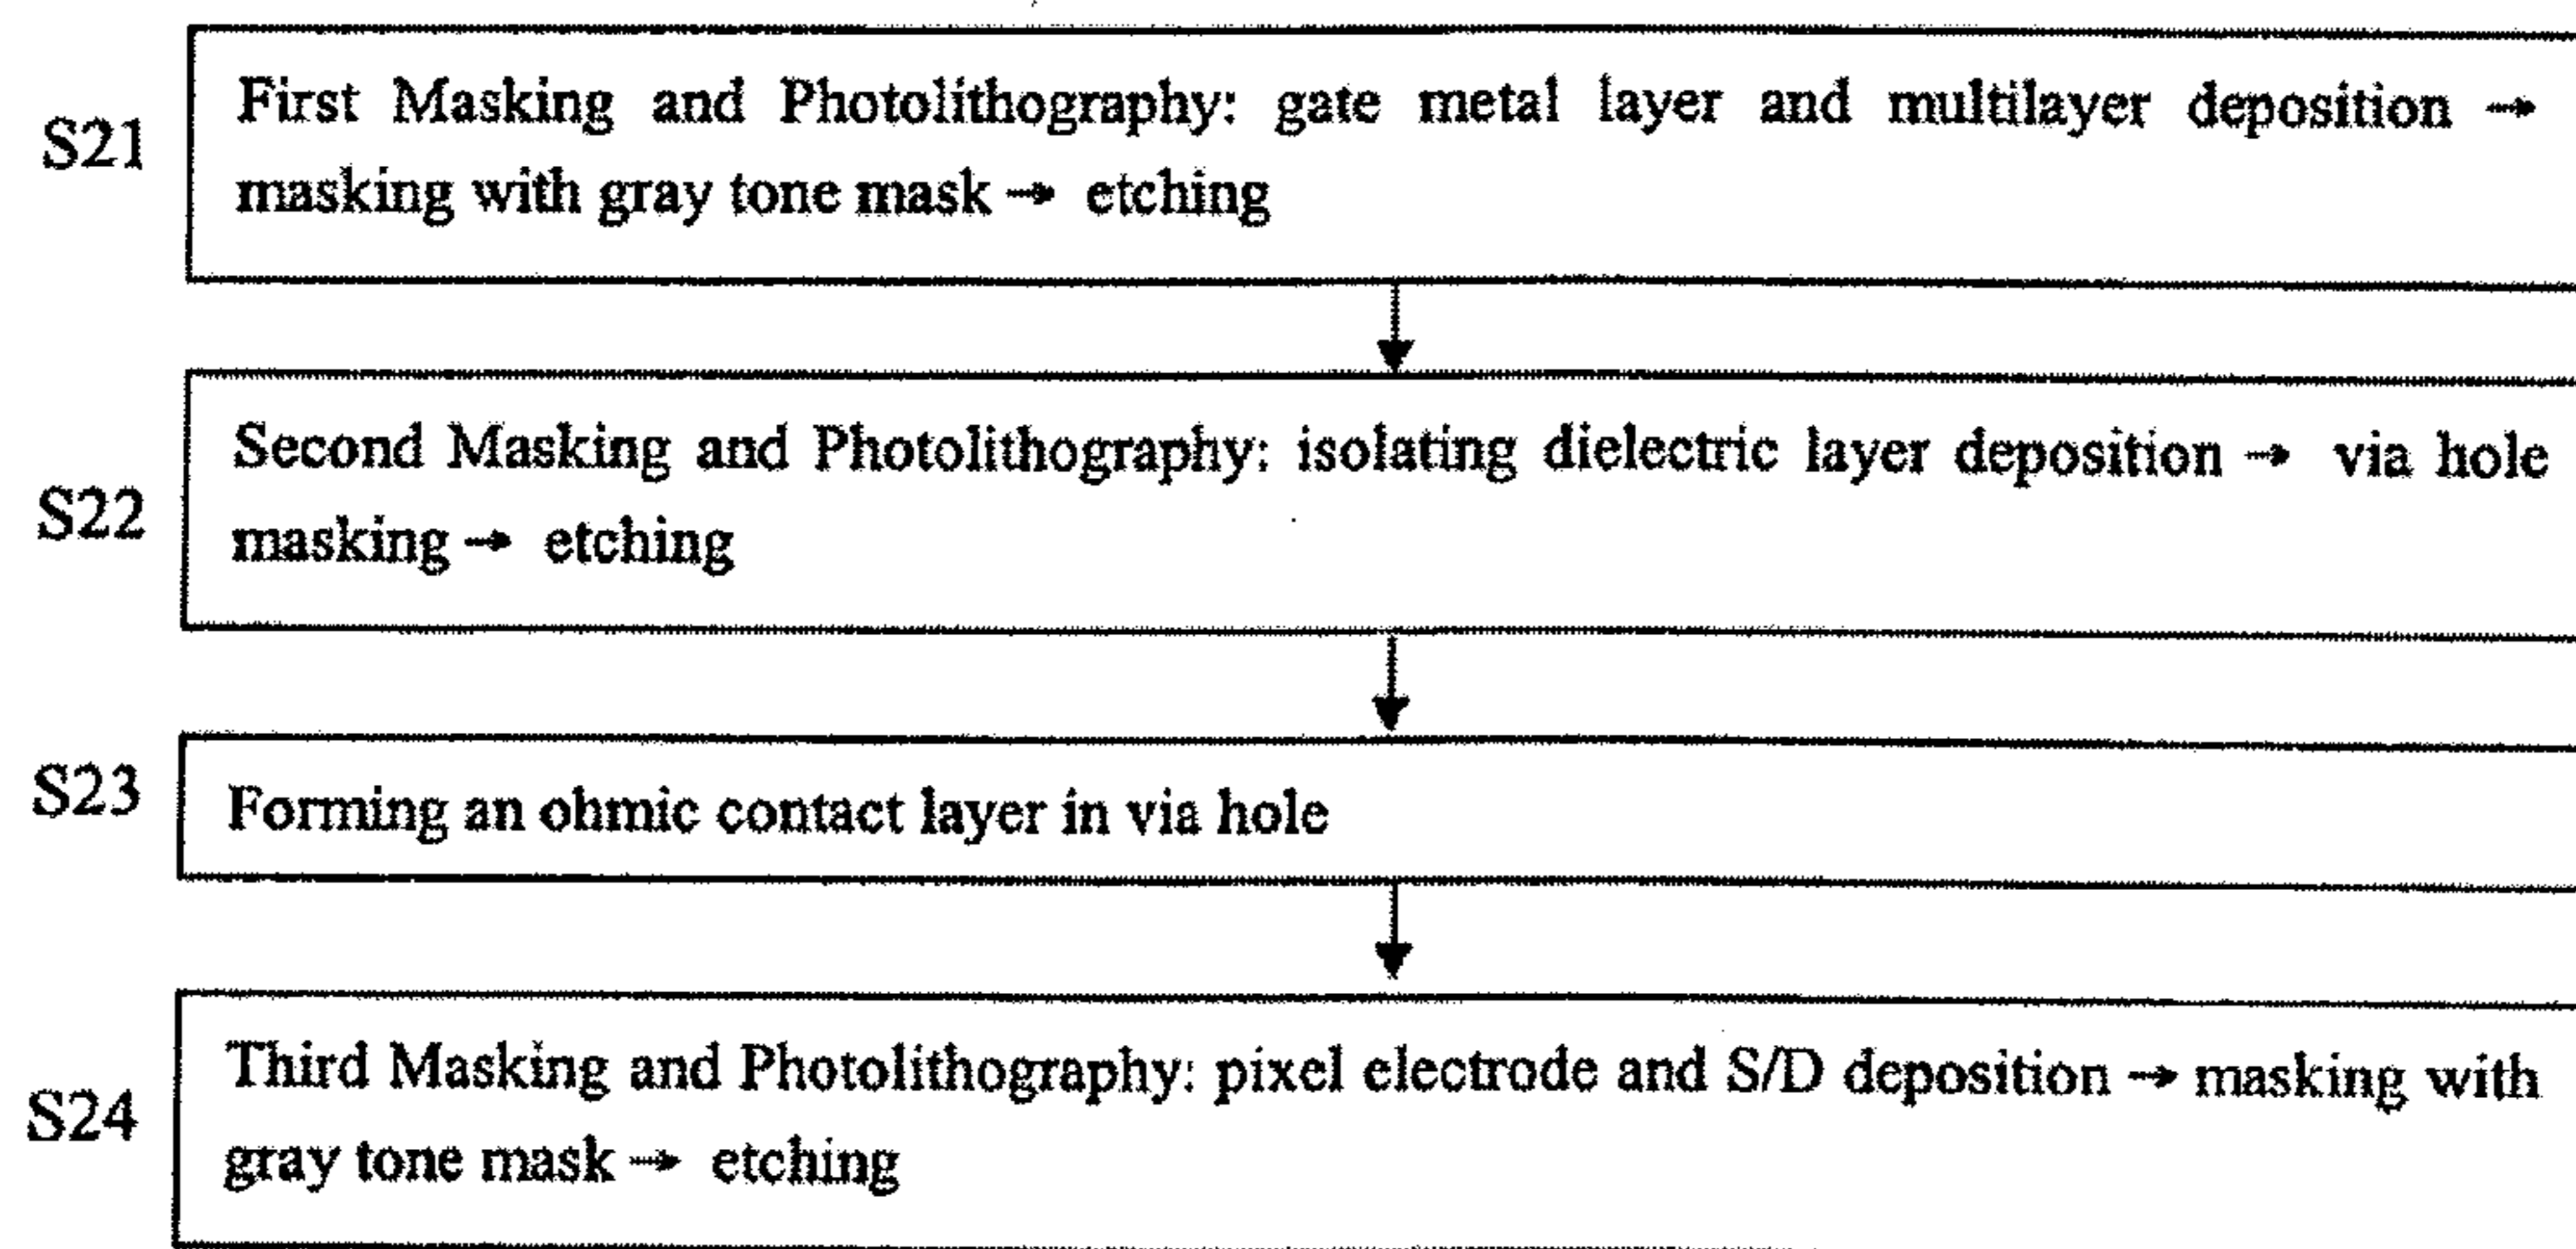 S21
First Masking and Photolithography: gate metal layer and multilayer deposition →
masking with gray tone mask → etching
S22
Second Masking and Photolithography: isolating dielectric layer deposition → via hole
masking → etching
S23
Forming an ohmic contact layer in via hole
S24
Third Masking and Photolithography: pixel electrode and S/D deposition → masking with
gray tone mask → etching